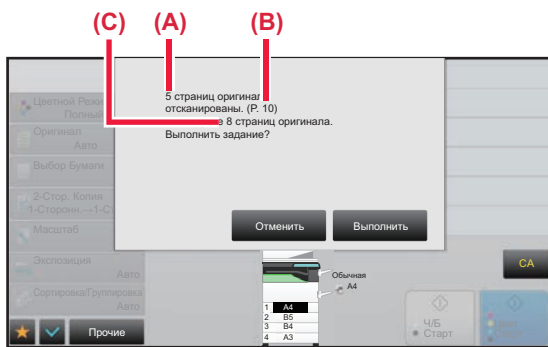 (C) (A) (B)
5 страниц оригинал
отсканированы. (P. 10)
е 8 страниц оригинала.
Выполнить задание?
Отменить Выполнить
Цветной Режи
Полный
Оригинал
Авто
Выбор Бумаги
2-Стор. Копия
1-Сторонн.→1-С
Масштаб
Экспозиция
Авто
Сортировка/Группировка
Авто
Прочие
Обычная
A4
1 A4
2 B5
3 B4
4 A3
CA
Ч/Б
Старт